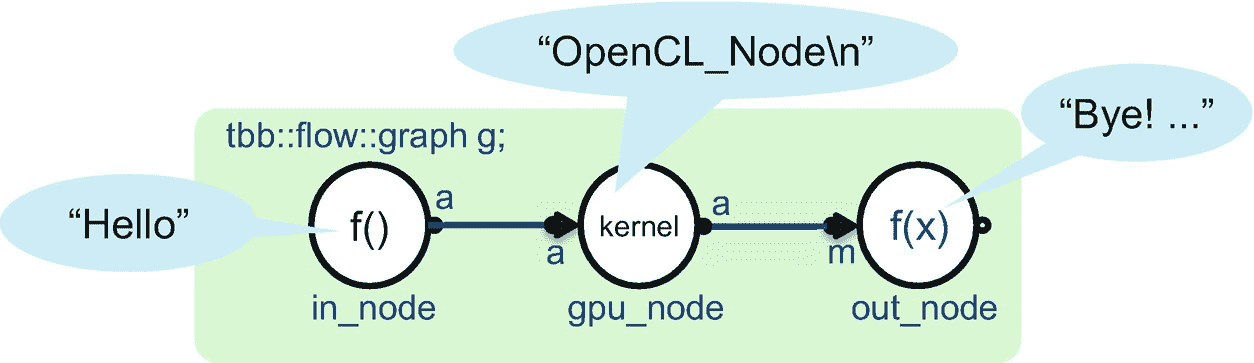 “OpenCL_Node\n”
“Bye! ...”
tbb::flow::graph g;
“Hello”
f()
a
a
kernel
a
m
f(x)
in_node
gpu_node
out_node